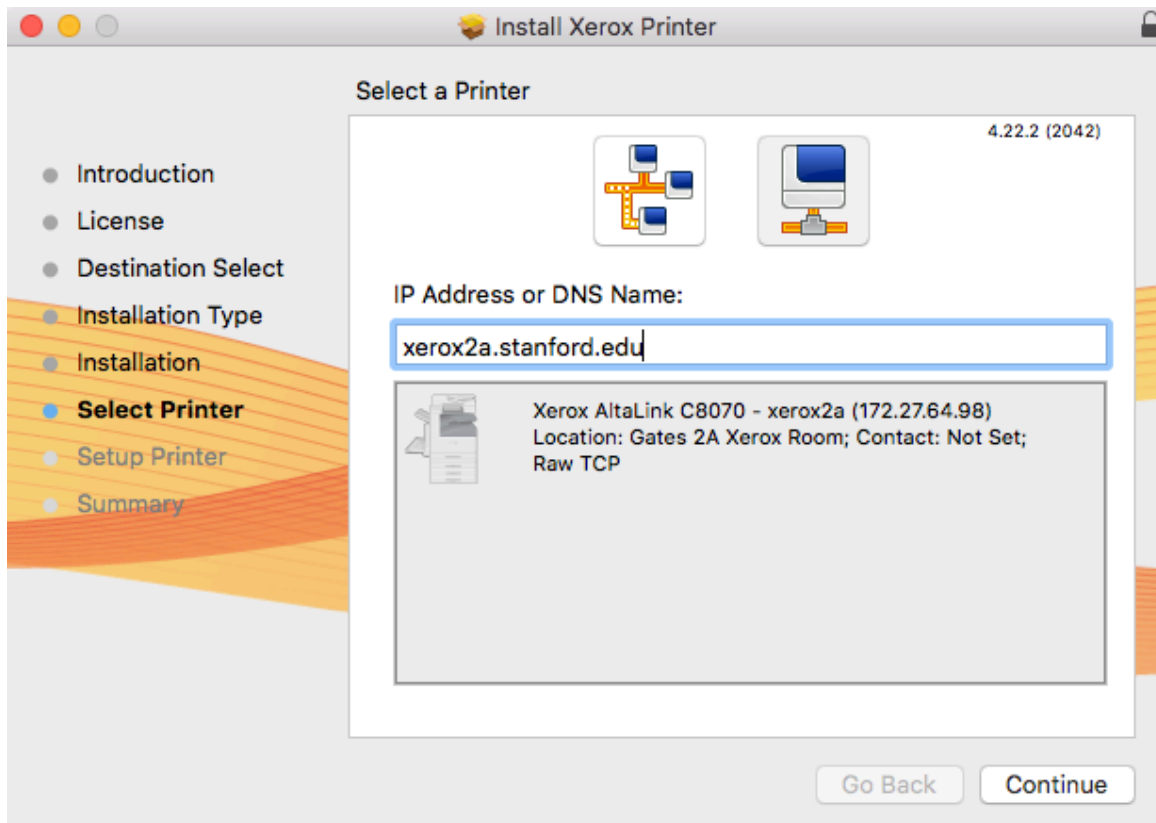 Install Xerox Printer
Select a Printer
4.22.2 (2042)
Introduction
License
Destination Select
Installation Type
Installation
Select Printer
Setup Printer
Summary
IP Address or DNS Name:
xerox2a.stanford.edu
Xerox AltaLink C8070 - xerox2a (172.27.64.98)
Location: Gates 2A Xerox Room; Contact: Not Set;
Raw TCP
Go Back
Continue